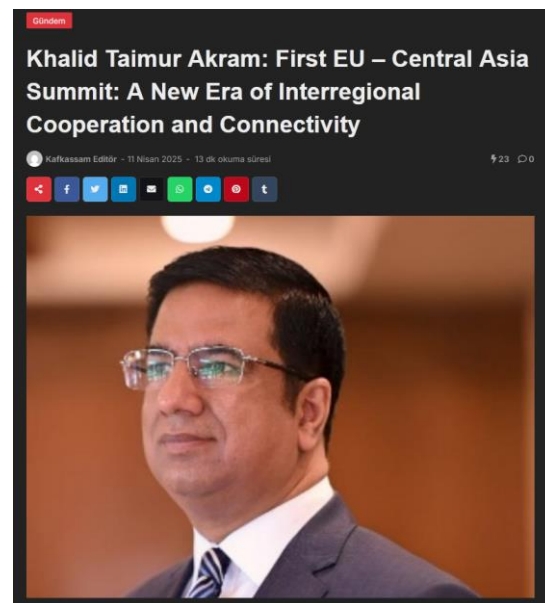 Gündem
Khalid Taimur Akram: First EU – Central Asia
Summit: A New Era of Interregional
Cooperation and Connectivity
Kafkassam Editör - 11 Nisan 2025 - 13 dk okuma süresi 23 0